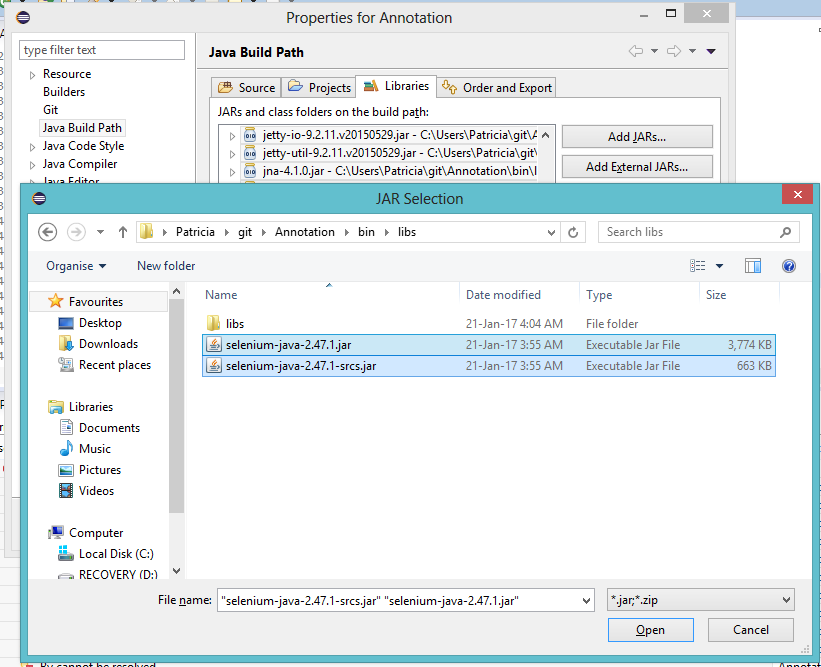 Properties for Annotation
type filter text
Java Build Path
Resource
Builders
Git
Java Build Path
Java Code Style
Java Compiler
Java Editor
Source Projects Libraries Order and Export
JARs and class folders on the build path:
jetty-io-9.2.11.v20150529.jar - C:\Users\Patricia\git\A
jetty-util-9.2.11.v20150529.jar - C:\Users\Patricia\git\
jna-4.1.0.jar - C:\Users\Patricia\git\Annotation\bin\l
Add JARs...
Add External JARs...
JAR Selection
Patricia git Annotation bin libs
Search libs
Organise New folder
Name Date modified Type Size
libs 21-Jan-17 4:04 AM File folder
selenium-java-2.47.1.jar 21-Jan-17 3:55 AM Executable Jar File 3,774 KB
selenium-java-2.47.1-srcs.jar 21-Jan-17 3:55 AM Executable Jar File 663 KB
Favourites
Desktop
Downloads
Recent places
Libraries
Documents
Music
Pictures
Videos
Computer
Local Disk (C:)
RECOVERY (D:)
File name: "selenium-java-2.47.1-srcs.jar" "selenium-java-2.47.1.jar" *.jar;*.zip
Open Cancel
By cannot be resolved
Annotat